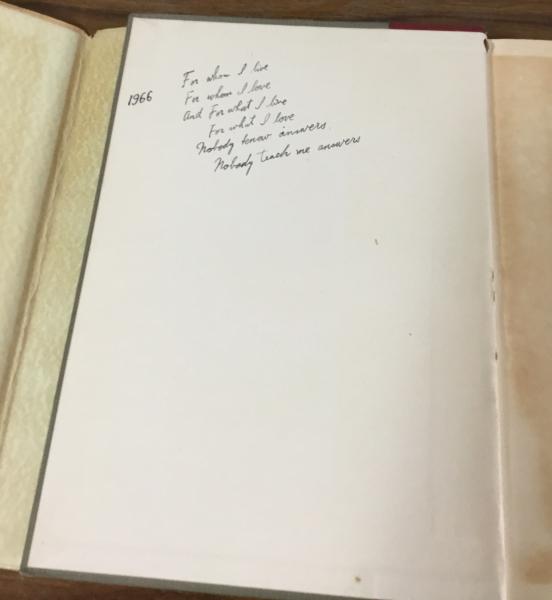 1966
For whom I live
For whom I love
And For what I live
For what I love
Nobody know answers.
Nobody teach me answers